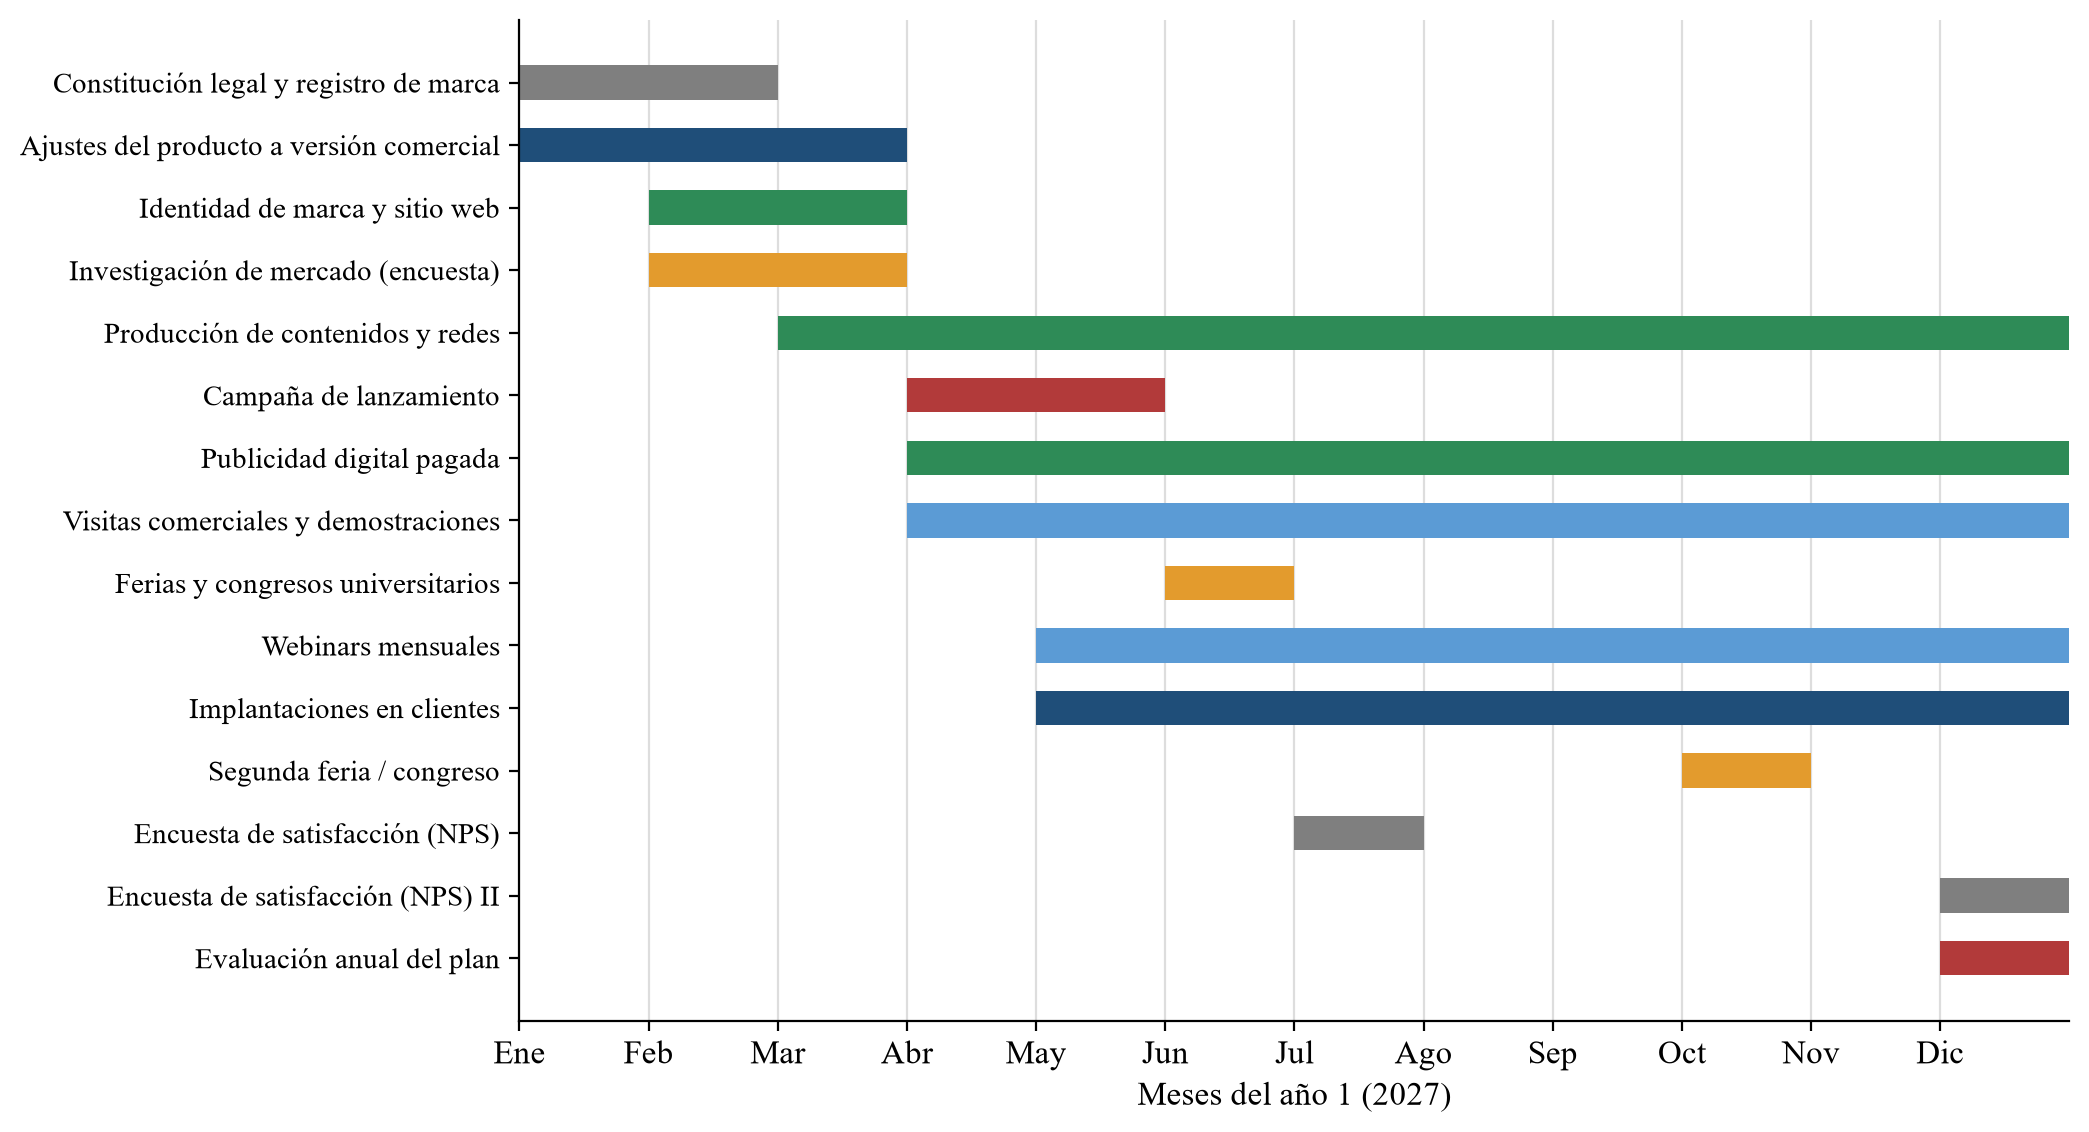 Constitución legal y registro de marca
Ajustes del producto a versión comercial
Identidad de marca y sitio web
Investigación de mercado (encuesta)
Producción de contenidos y redes
Campaña de lanzamiento
Publicidad digital pagada
Visitas comerciales y demostraciones
Ferias y congresos universitarios
Webinars mensuales
Implantaciones en clientes
Segunda feria / congreso
Encuesta de satisfacción (NPS)
Encuesta de satisfacción (NPS) II
Evaluación anual del plan
Ene Feb Mar Abr May Jun Jul Ago Sep Oct Nov Dic
Meses del año 1 (2027)